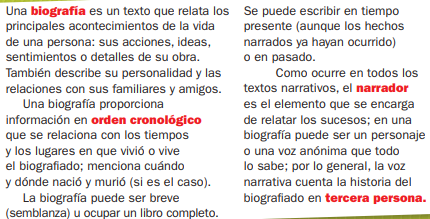 Una biografía es un texto que relata los
principales acontecimientos de la vida
de una persona: sus acciones, ideas,
sentimientos o detalles de su obra.
También describe su personalidad y las
relaciones con sus familiares y amigos.
Una biografía proporciona
información en orden cronológico
que se relaciona con los tiempos
y los lugares en que vivió o vive
el biografiado; menciona cuándo
y dónde nació y murió (si es el caso).
La biografía puede ser breve
(semblanza) u ocupar un libro completo.
Se puede escribir en tiempo
presente (aunque los hechos
narrados ya hayan ocurrido)
o en pasado.
Como ocurre en todos los
textos narrativos, el narrador
es el elemento que se encarga
de relatar los sucesos; en una
biografía puede ser un personaje
o una voz anónima que todo
lo sabe; por lo general, la voz
narrativa cuenta la historia del
biografiado en tercera persona.